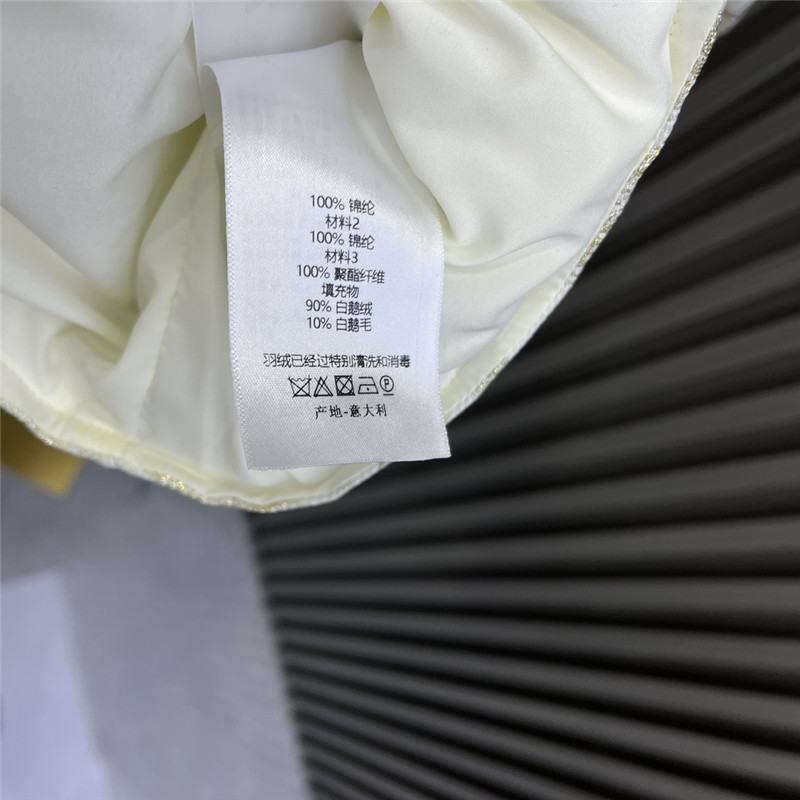 100% 锦纶
材料2
100% 锦纶
材料3
100% 聚酯纤维
填充物
90% 白鹅绒
10% 白鹅毛
羽绒已经过特别清洗和消毒
产地-意大利